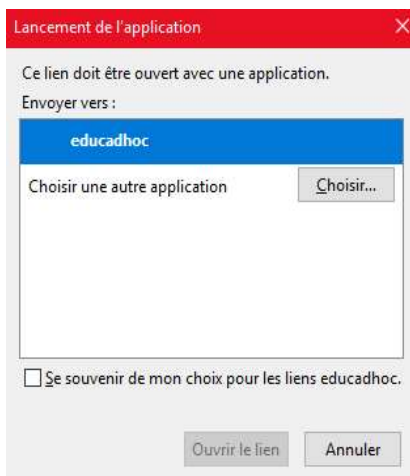 Lancement de l'application
Ce lien doit être ouvert avec une application.
Envoyer vers :
educadhoc
Choisir une autre application
Choisir...
Se souvenir de mon choix pour les liens educadhoc.
Ouvrir le lien
Annuler